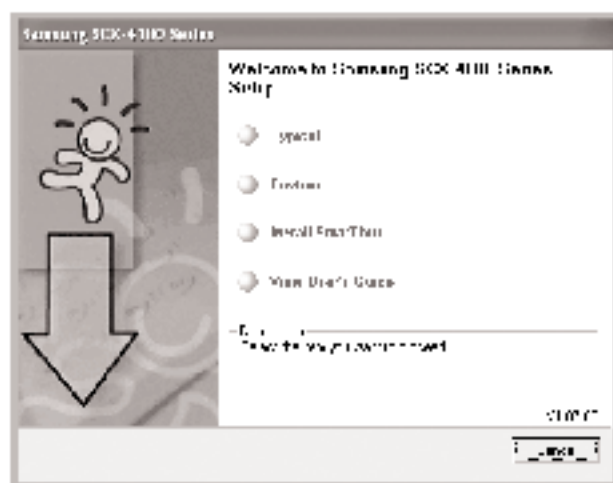 Samsung SCX-4100 Series
Welcome to Samsung SCX-4100 Series
Setup
Typical
Custom
Install SmarThru
View User's Guide
Cancel